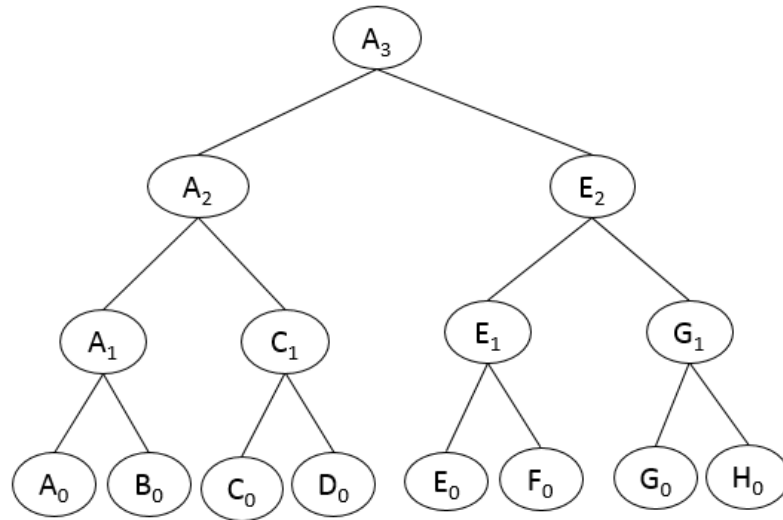 A₃
A₂ E₂
A₁ C₁ E₁ G₁
A₀ B₀ C₀ D₀ E₀ F₀ G₀ H₀